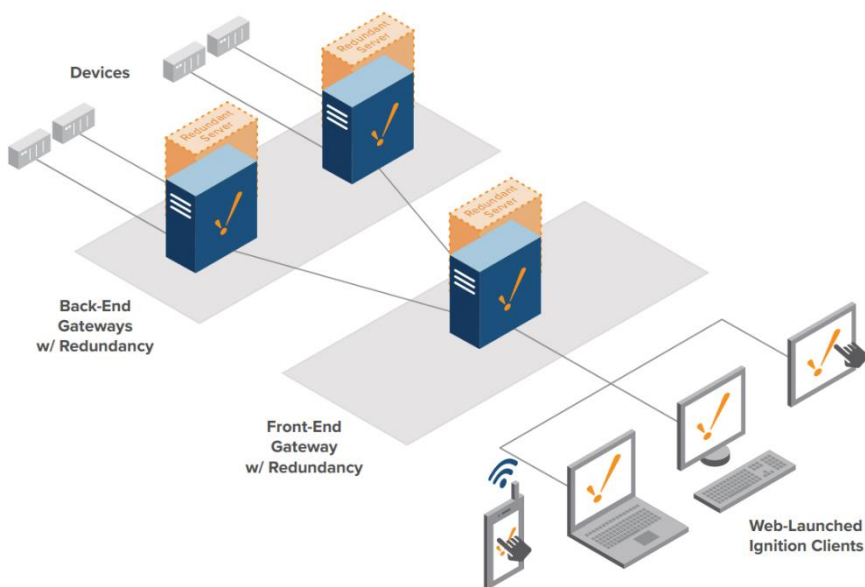 Redundant
Server
Devices
Redundant
Server
Redundant
Server
Back-End
Gateways
w/ Redundancy
Front-End
Gateway
w/ Redundancy
Web-Launched
Ignition Clients